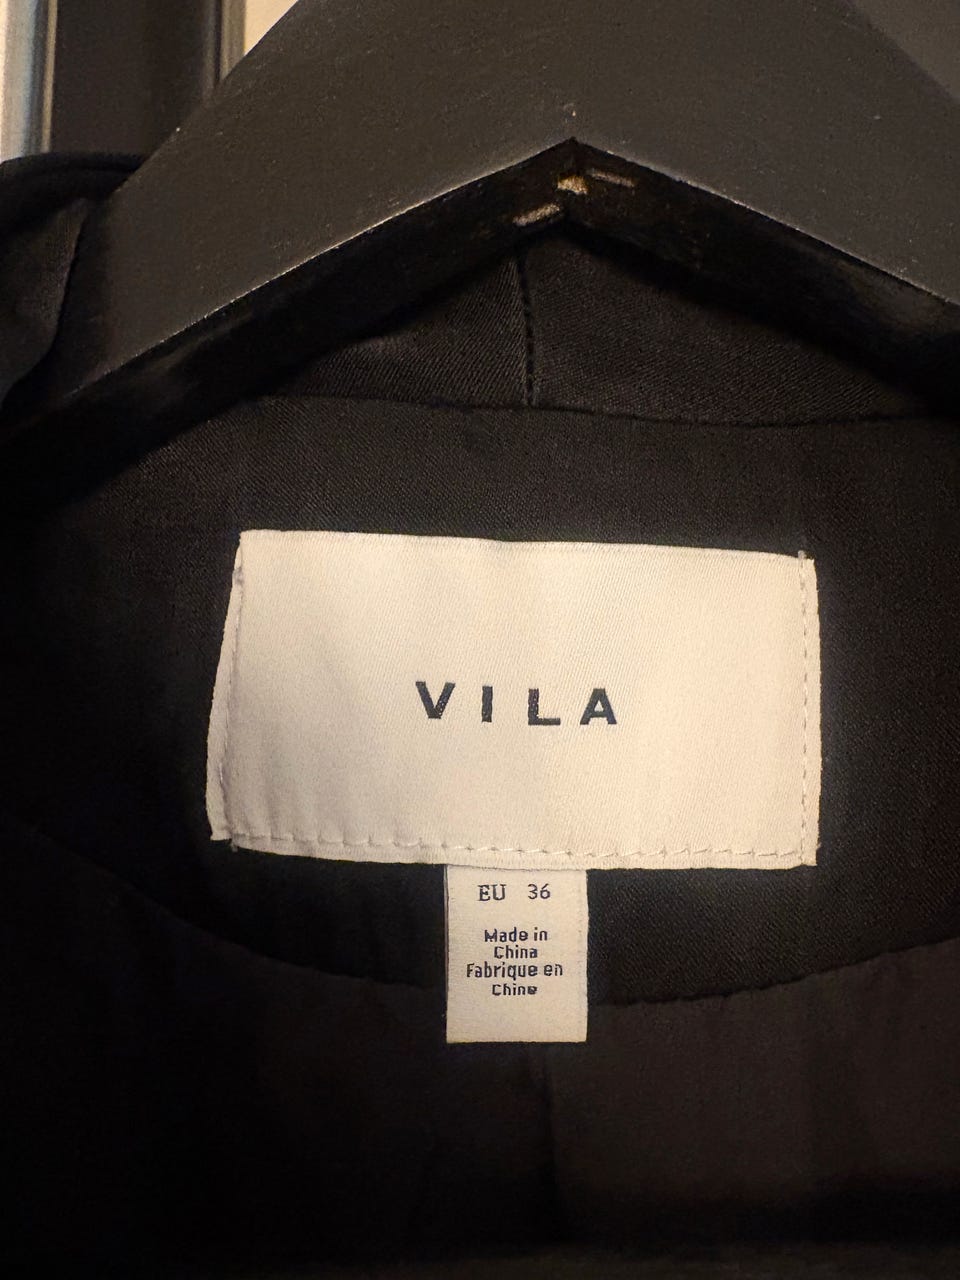 VILA
EU 36
Made in
China
Fabrique en
Chine